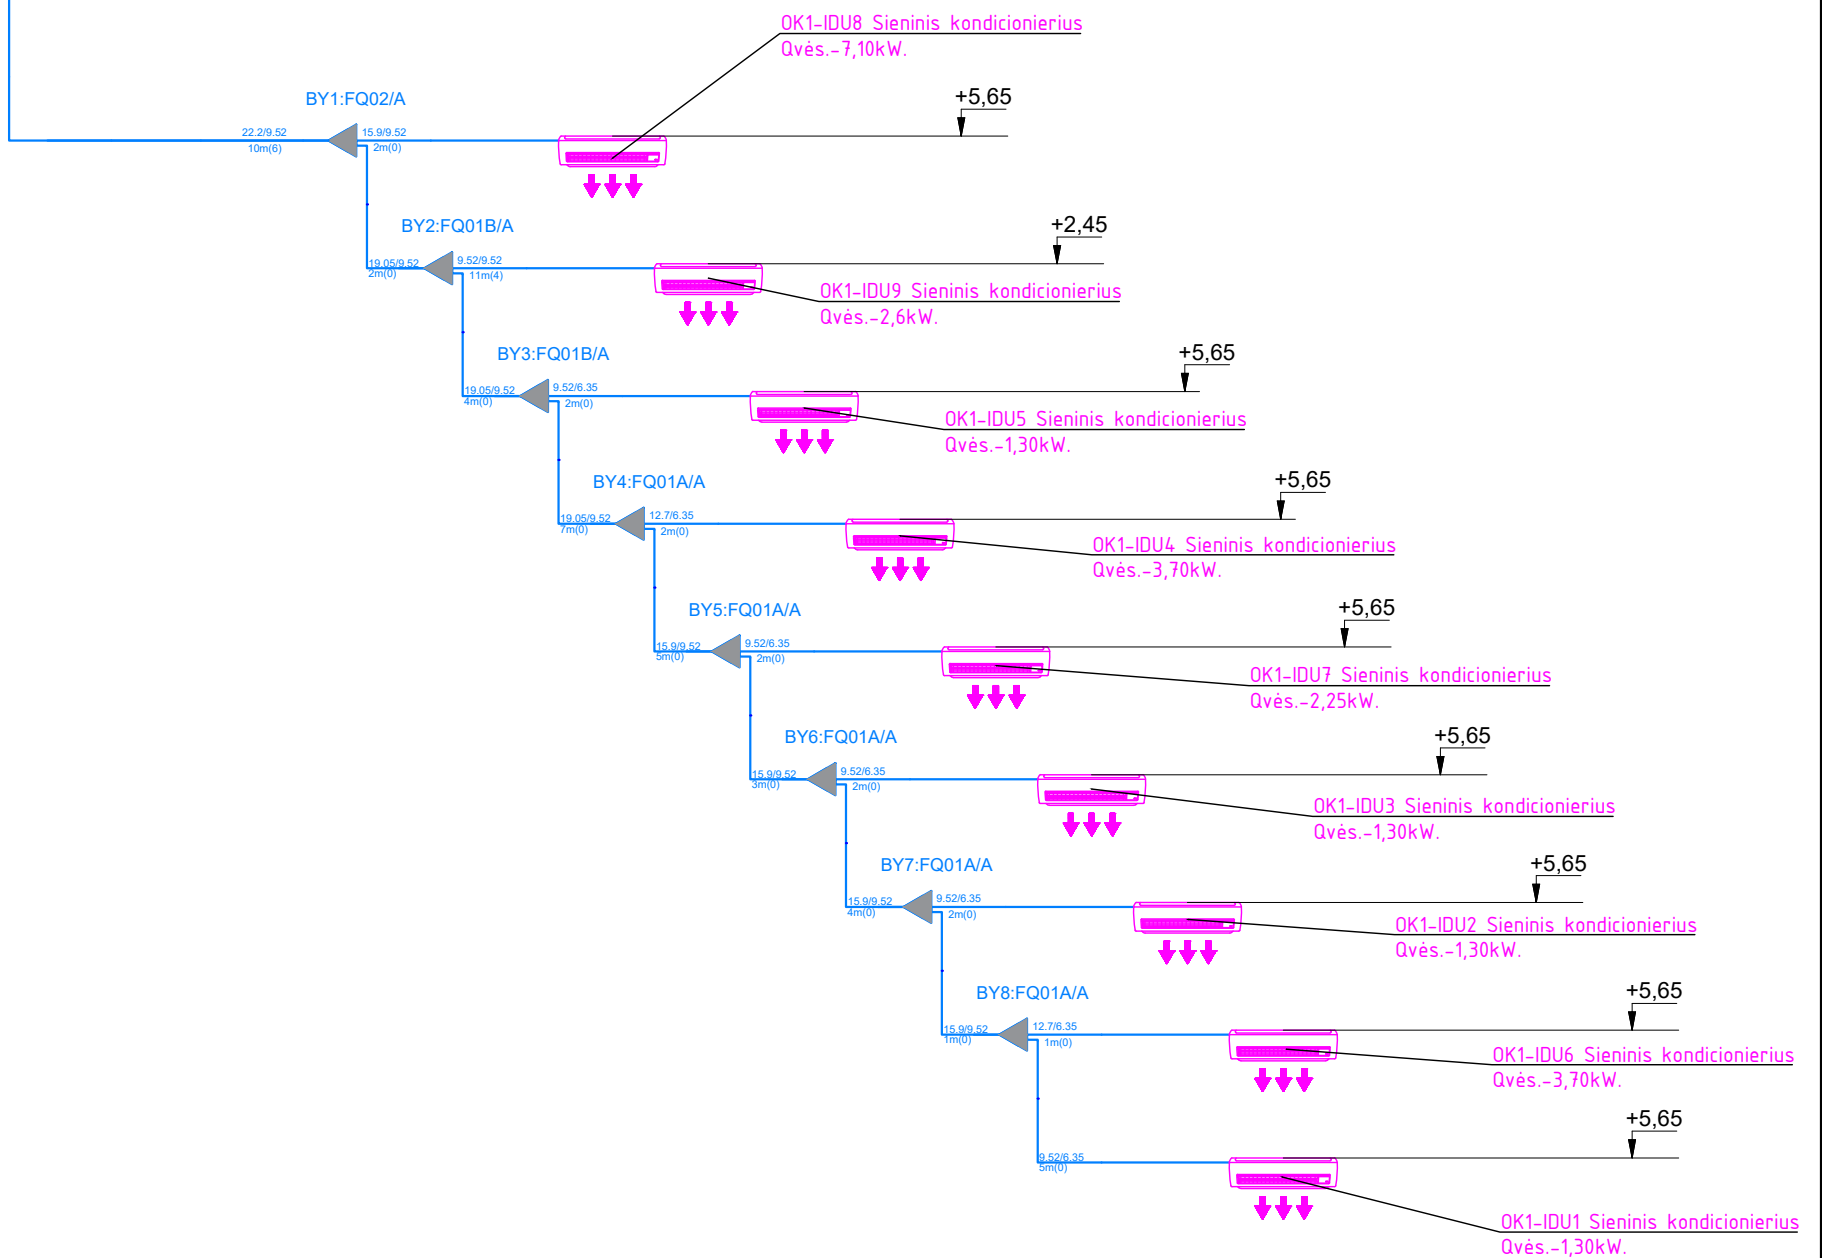 OK1-IDU8 Sieninis kondicionierius
Qvės.-7,10kW.
+5,65
BY1:FQ02/A
22.2/9.52
10m(6)
15.9/9.52
2m(0)
+2,45
BY2:FQ01B/A
19.05/9.52
2m(0)
9.52/9.52
11m(4)
OK1-IDU9 Sieninis kondicionierius
Qvės.-2,6kW.
+5,65
BY3:FQ01B/A
19.05/9.52
4m(0)
9.52/6.35
2m(0)
OK1-IDU5 Sieninis kondicionierius
Qvės.-1,30kW.
+5,65
BY4:FQ01A/A
19.05/9.52
7m(0)
12.7/6.35
2m(0)
OK1-IDU4 Sieninis kondicionierius
Qvės.-3,70kW.
+5,65
BY5:FQ01A/A
15.9/9.52
5m(0)
9.52/6.35
2m(0)
OK1-IDU7 Sieninis kondicionierius
Qvės.-2,25kW.
+5,65
BY6:FQ01A/A
15.9/9.52
3m(0)
9.52/6.35
2m(0)
OK1-IDU3 Sieninis kondicionierius
Qvės.-1,30kW.
+5,65
BY7:FQ01A/A
15.9/9.52
4m(0)
9.52/6.35
2m(0)
OK1-IDU2 Sieninis kondicionierius
Qvės.-1,30kW.
+5,65
BY8:FQ01A/A
15.9/9.52
1m(0)
12.7/6.35
1m(0)
OK1-IDU6 Sieninis kondicionierius
Qvės.-3,70kW.
+5,65
9.52/6.35
5m(0)
OK1-IDU1 Sieninis kondicionierius
Qvės.-1,30kW.